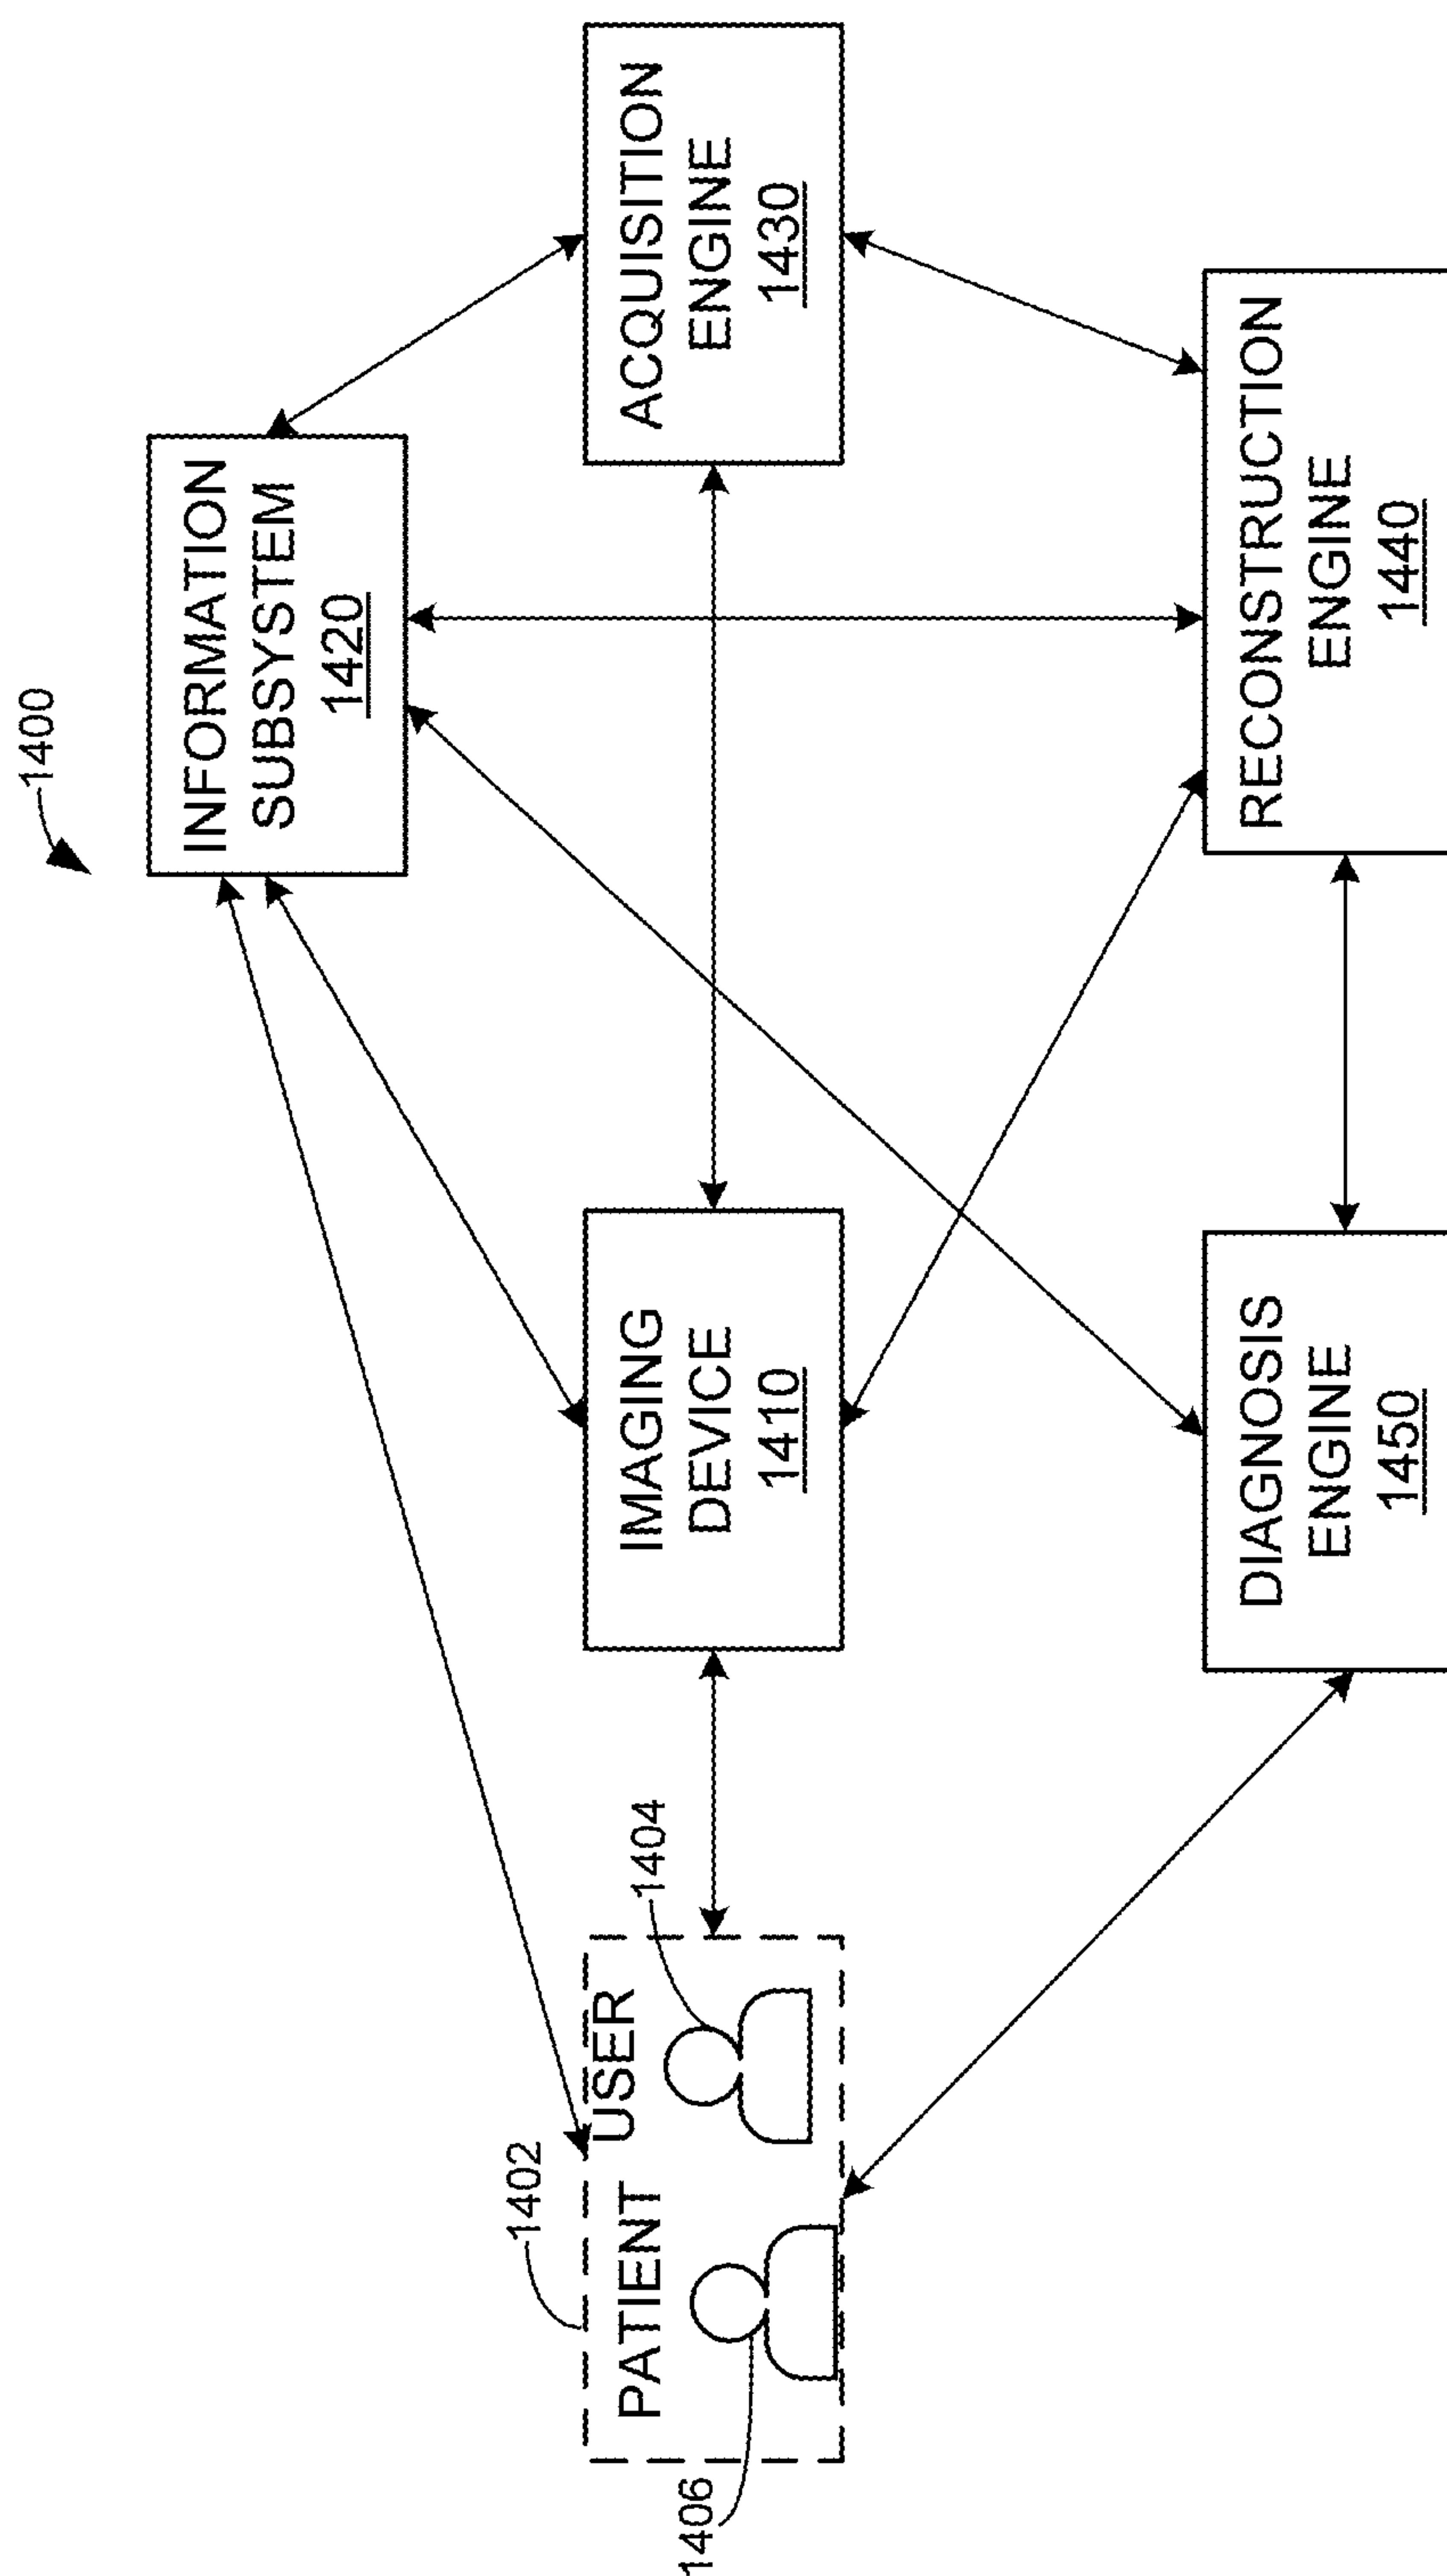 1400
INFORMATION
SUBSYSTEM
1420
1402
PATIENT
USER
1404
1406
IMAGING
DEVICE
1410
ACQUISITION
ENGINE
1430
DIAGNOSIS
ENGINE
1450
RECONSTRUCTION
ENGINE
1440